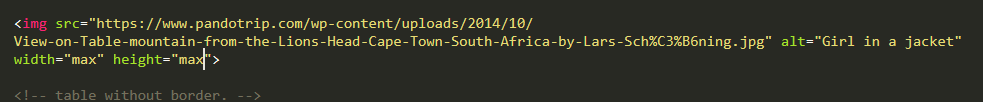 <img src="https://www.pandotrip.com/wp-content/uploads/2014/10/
View-on-Table-mountain-from-the-Lions-Head-Cape-Town-South-Africa-by-Lars-Sch%C3%B6ning.jpg" alt="Girl in a jacket"
width="max" height="max">
<!-- table without border. -->